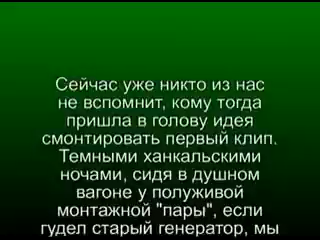 Сейчас уже никто из нас
не вспомнит, кому тогда
пришла в голову идея
смонтировать первый клип.
Темными ханкальскими
ночами, сидя в душном
вагоне у полуживой
монтажной "пары", если
гудел старый генератор, мы